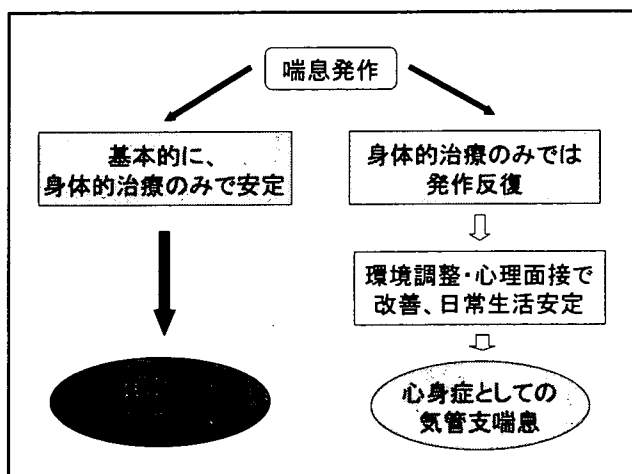 喘息発作
基本的に、
身体的治療のみで安定
身体的治療のみでは
発作反復
環境調整・心理面接で
改善、日常生活安定
心身症としての
気管支喘息